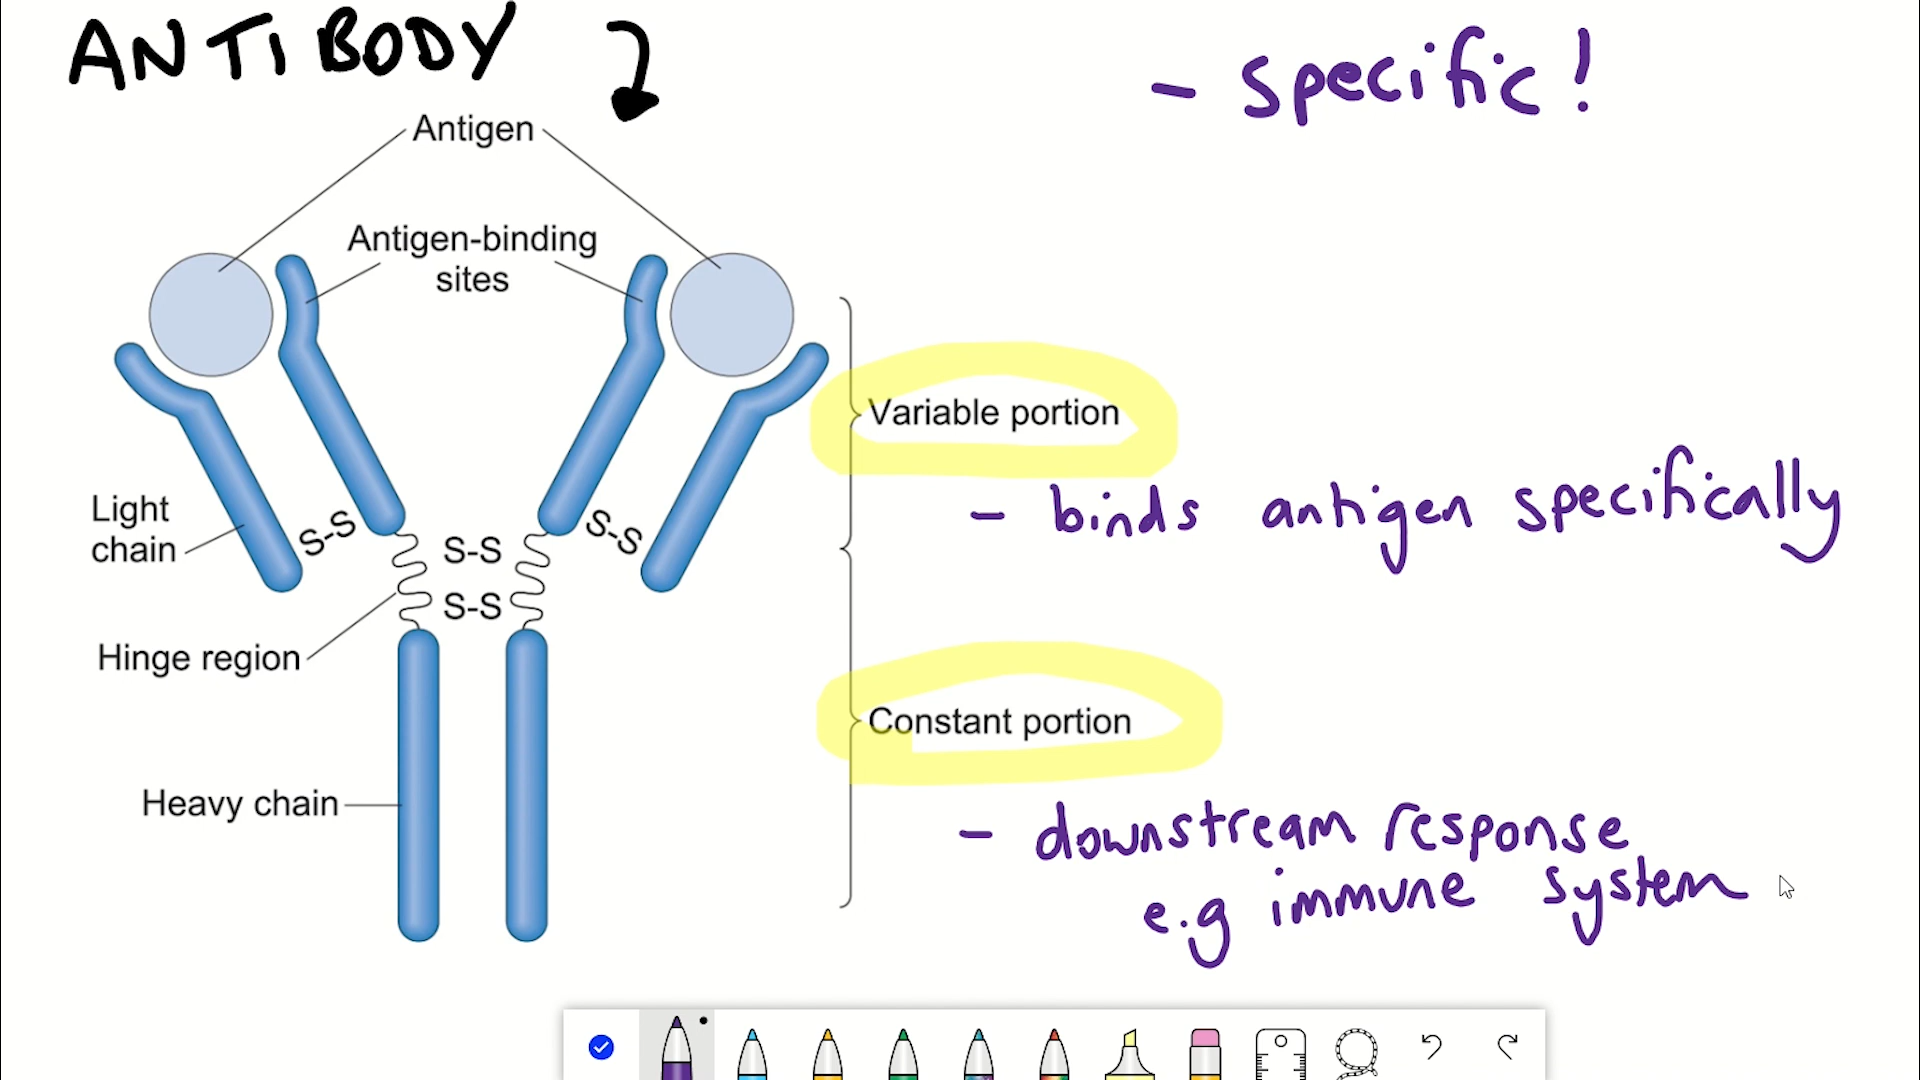 ANTIBODY
- specific!
Antigen
Antigen-binding
sites
Variable portion
- binds antigen specifically
Light
chain
S-S
S-S
S-S
S-S
Hinge region
Constant portion
Heavy chain
- downstream response
e.g immune system